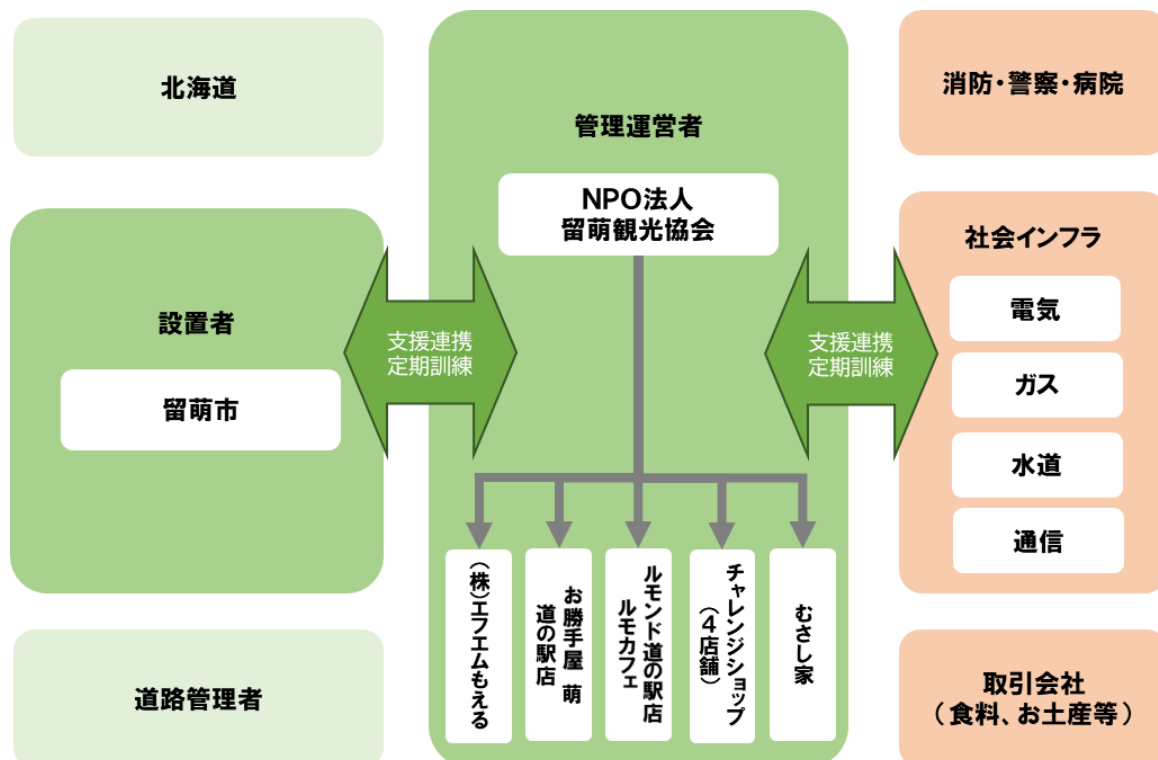 北海道
設置者
留萌市
道路管理者
支援連携
定期訓練
管理運営者
NPO法人
留萌観光協会
(株)エフエムもえる
お勝手屋 萌
道の駅店
ルモンド道の駅店
ルモカフェ
チャレンジショップ
(4店舗)
むさし家
支援連携
定期訓練
消防・警察・病院
社会インフラ
電気
ガス
水道
通信
取引会社
(食料、お土産等)